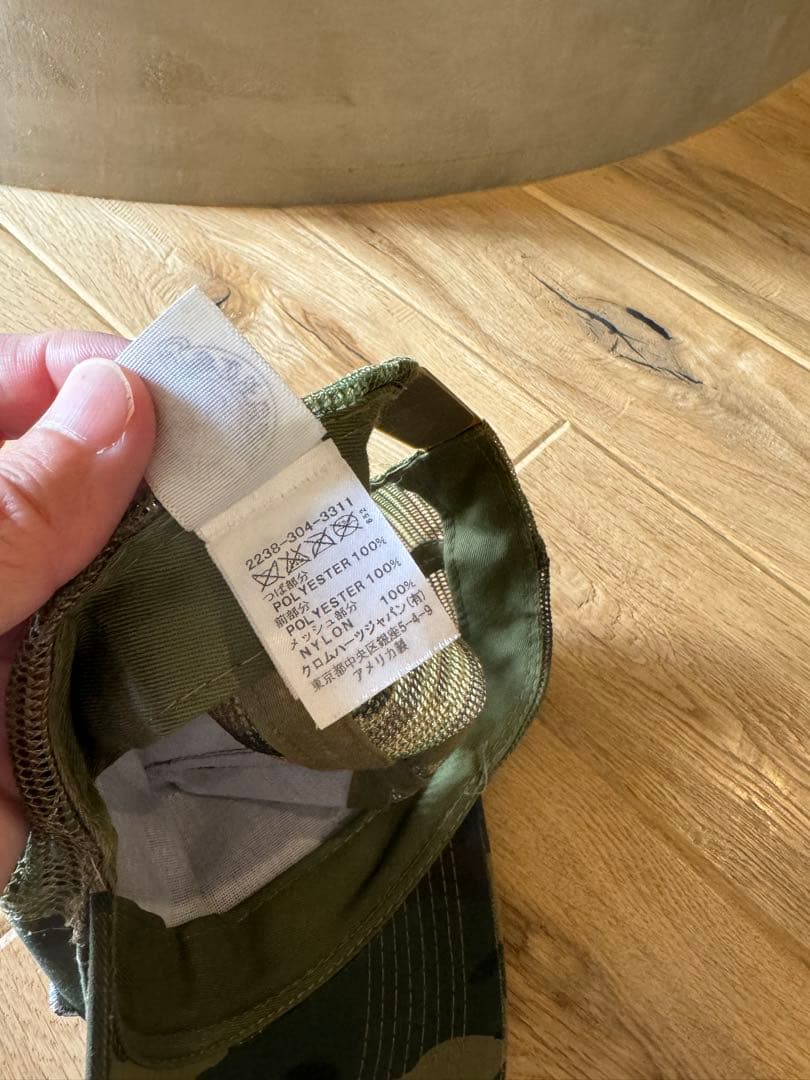 2238-304-3311
852
つば部分
POLYESTER 100%
前部分
POLYESTER 100%
メッシュ部分
NYLON 100%
クロムハーツジャパン(有)
東京都中央区銀座5-4-9
アメリカ製